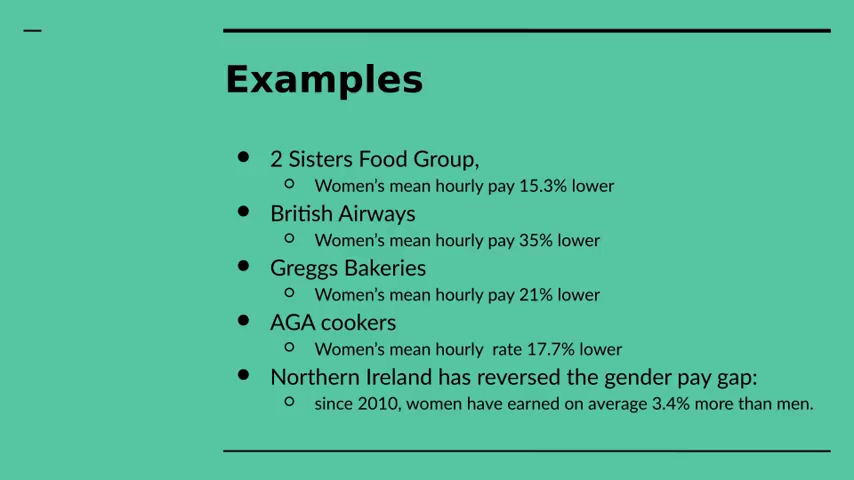 Examples
● 2 Sisters Food Group,
○ Women’s mean hourly pay 15.3% lower
● British Airways
○ Women’s mean hourly pay 35% lower
● Greggs Bakeries
○ Women’s mean hourly pay 21% lower
● AGA cookers
○ Women’s mean hourly  rate 17.7% lower
● Northern Ireland has reversed the gender pay gap:
○ since 2010, women have earned on average 3.4% more than men.